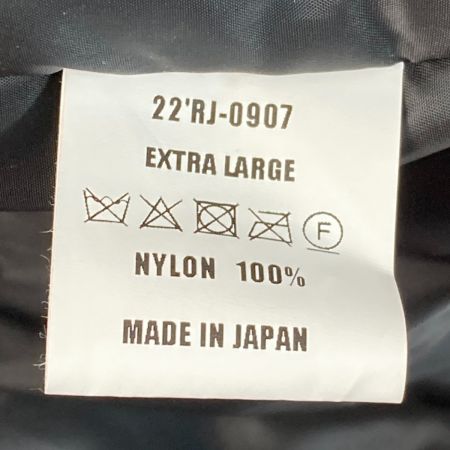 22'RJ-0907
EXTRA LARGE
F
NYLON 100%
MADE IN JAPAN